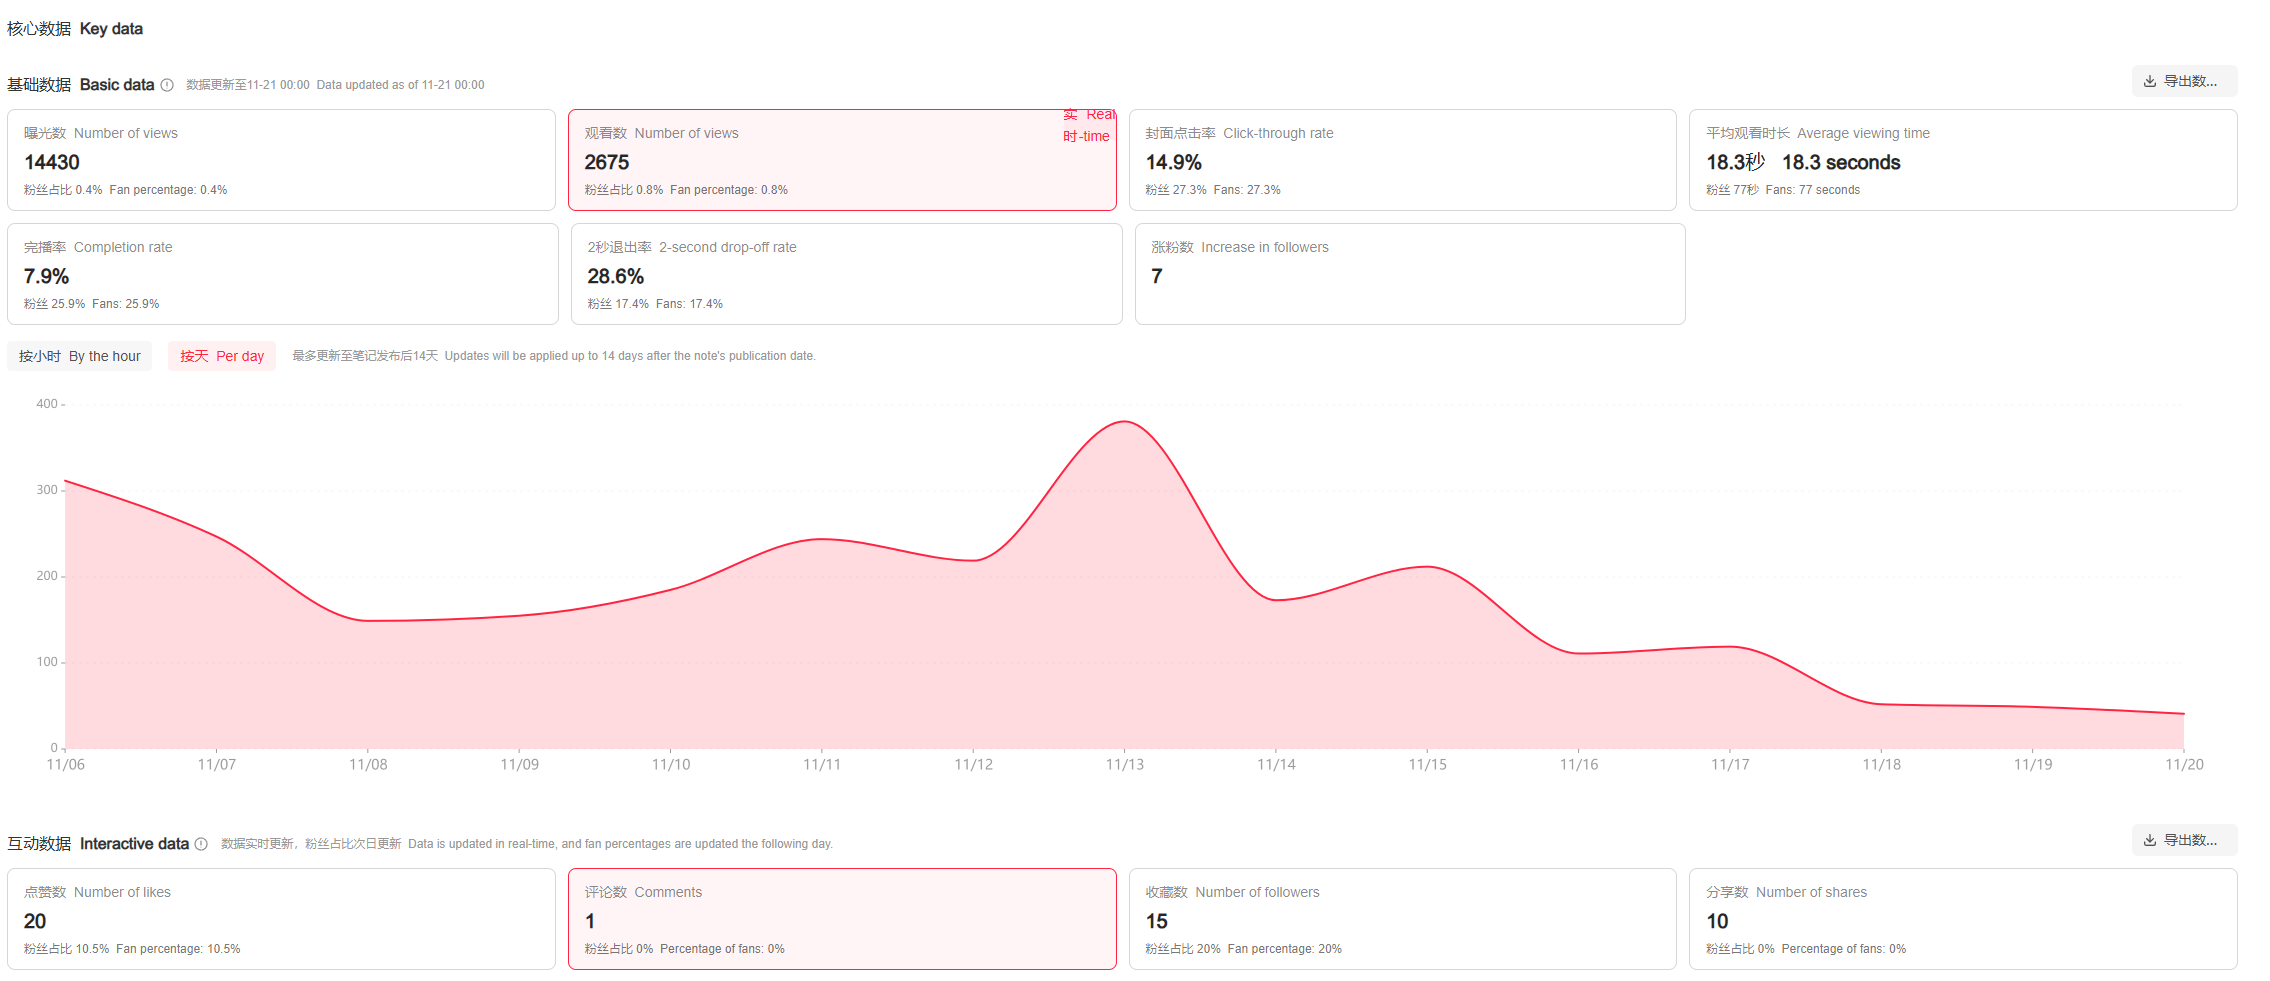 核心数据 Key data
基础数据 Basic data 数据更新至11-21 00:00 Data updated as of 11-21 00:00
导出数...
曝光数 Number of views
14430
粉丝占比 0.4% Fan percentage: 0.4%
观看数 Number of views
实时 Real-time
2675
粉丝占比 0.8% Fan percentage: 0.8%
封面点击率 Click-through rate
14.9%
粉丝 27.3% Fans: 27.3%
平均观看时长 Average viewing time
18.3秒 18.3 seconds
粉丝 77秒 Fans: 77 seconds
完播率 Completion rate
7.9%
粉丝 25.9% Fans: 25.9%
2秒退出率 2-second drop-off rate
28.6%
粉丝 17.4% Fans: 17.4%
涨粉数 Increase in followers
7
按小时 By the hour
按天 Per day
最多更新至笔记发布后14天 Updates will be applied up to 14 days after the note's publication date.
400
300
200
100
0
11/06 11/07 11/08 11/09 11/10 11/11 11/12 11/13 11/14 11/15 11/16 11/17 11/18 11/19 11/20
互动数据 Interactive data 数据实时更新，粉丝占比次日更新 Data is updated in real-time, and fan percentages are updated the following day.
导出数...
点赞数 Number of likes
20
粉丝占比 10.5% Fan percentage: 10.5%
评论数 Comments
1
粉丝占比 0% Percentage of fans: 0%
收藏数 Number of followers
15
粉丝占比 20% Fan percentage: 20%
分享数 Number of shares
10
粉丝占比 0% Percentage of fans: 0%